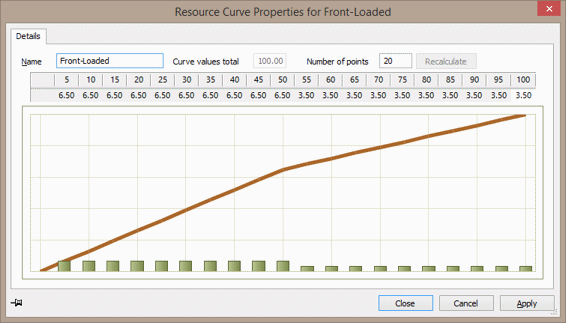 Resource Curve Properties for Front-Loaded
Details
Name Front-Loaded Curve values total 100.00 Number of points 20 Recalculate
5 10 15 20 25 30 35 40 45 50 55 60 65 70 75 80 85 90 95 100
6.50 6.50 6.50 6.50 6.50 6.50 6.50 6.50 6.50 6.50 3.50 3.50 3.50 3.50 3.50 3.50 3.50 3.50 3.50 3.50
Close Cancel Apply